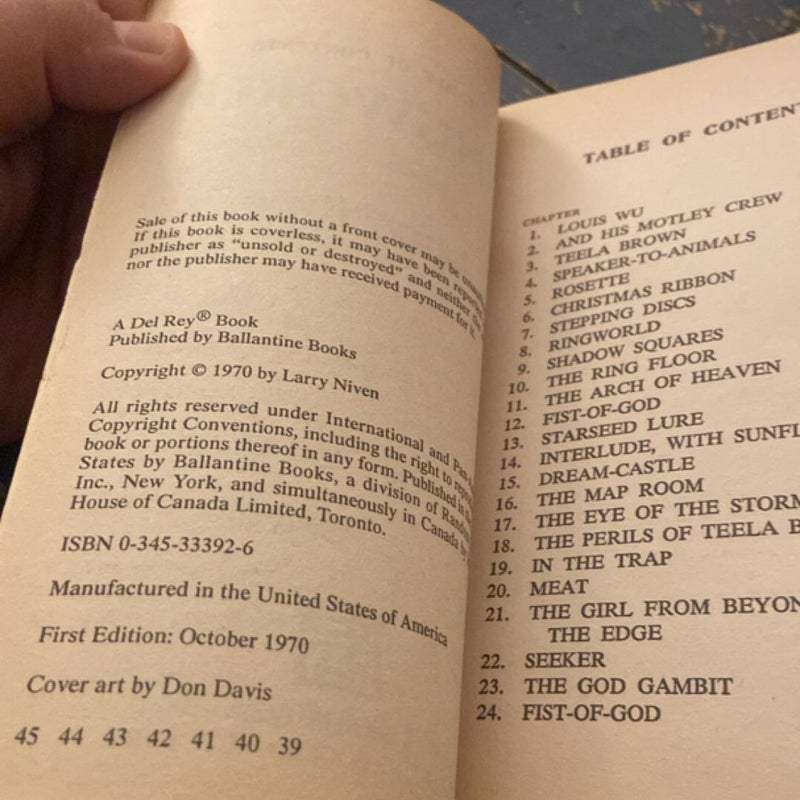 Sale of this book without a front cover may be
If this book is coverless, it may have been reported
publisher as "unsold or destroyed" and neither the
nor the publisher may have received payment for it.
A Del Rey® Book
Published by Ballantine Books
Copyright © 1970 by Larry Niven
All rights reserved under International and
Copyright Conventions, including the right to
book or portions thereof in any form. Published in the
States by Ballantine Books, a division of
Inc., New York, and simultaneously in Canada by
House of Canada Limited, Toronto.
ISBN 0-345-33392-6
Manufactured in the United States of America
First Edition: October 1970
Cover art by Don Davis
45 44 43 42 41 40 39
TABLE OF CONTENT
CHAPTER
1. LOUIS WU
2. AND HIS MOTLEY CREW
3. TEELA BROWN
4. SPEAKER-TO-ANIMALS
5. ROSETTE
6. CHRISTMAS RIBBON
7. STEPPING DISCS
8. RINGWORLD
9. SHADOW SQUARES
10. THE RING FLOOR
11. THE ARCH OF HEAVEN
12. FIST-OF-GOD
13. STARSEED LURE
14. INTERLUDE, WITH SUNFL
15. DREAM-CASTLE
16. THE MAP ROOM
17. THE EYE OF THE STORM
18. THE PERILS OF TEELA B
19. IN THE TRAP
20. MEAT
21. THE GIRL FROM BEYON
THE EDGE
22. SEEKER
23. THE GOD GAMBIT
24. FIST-OF-GOD